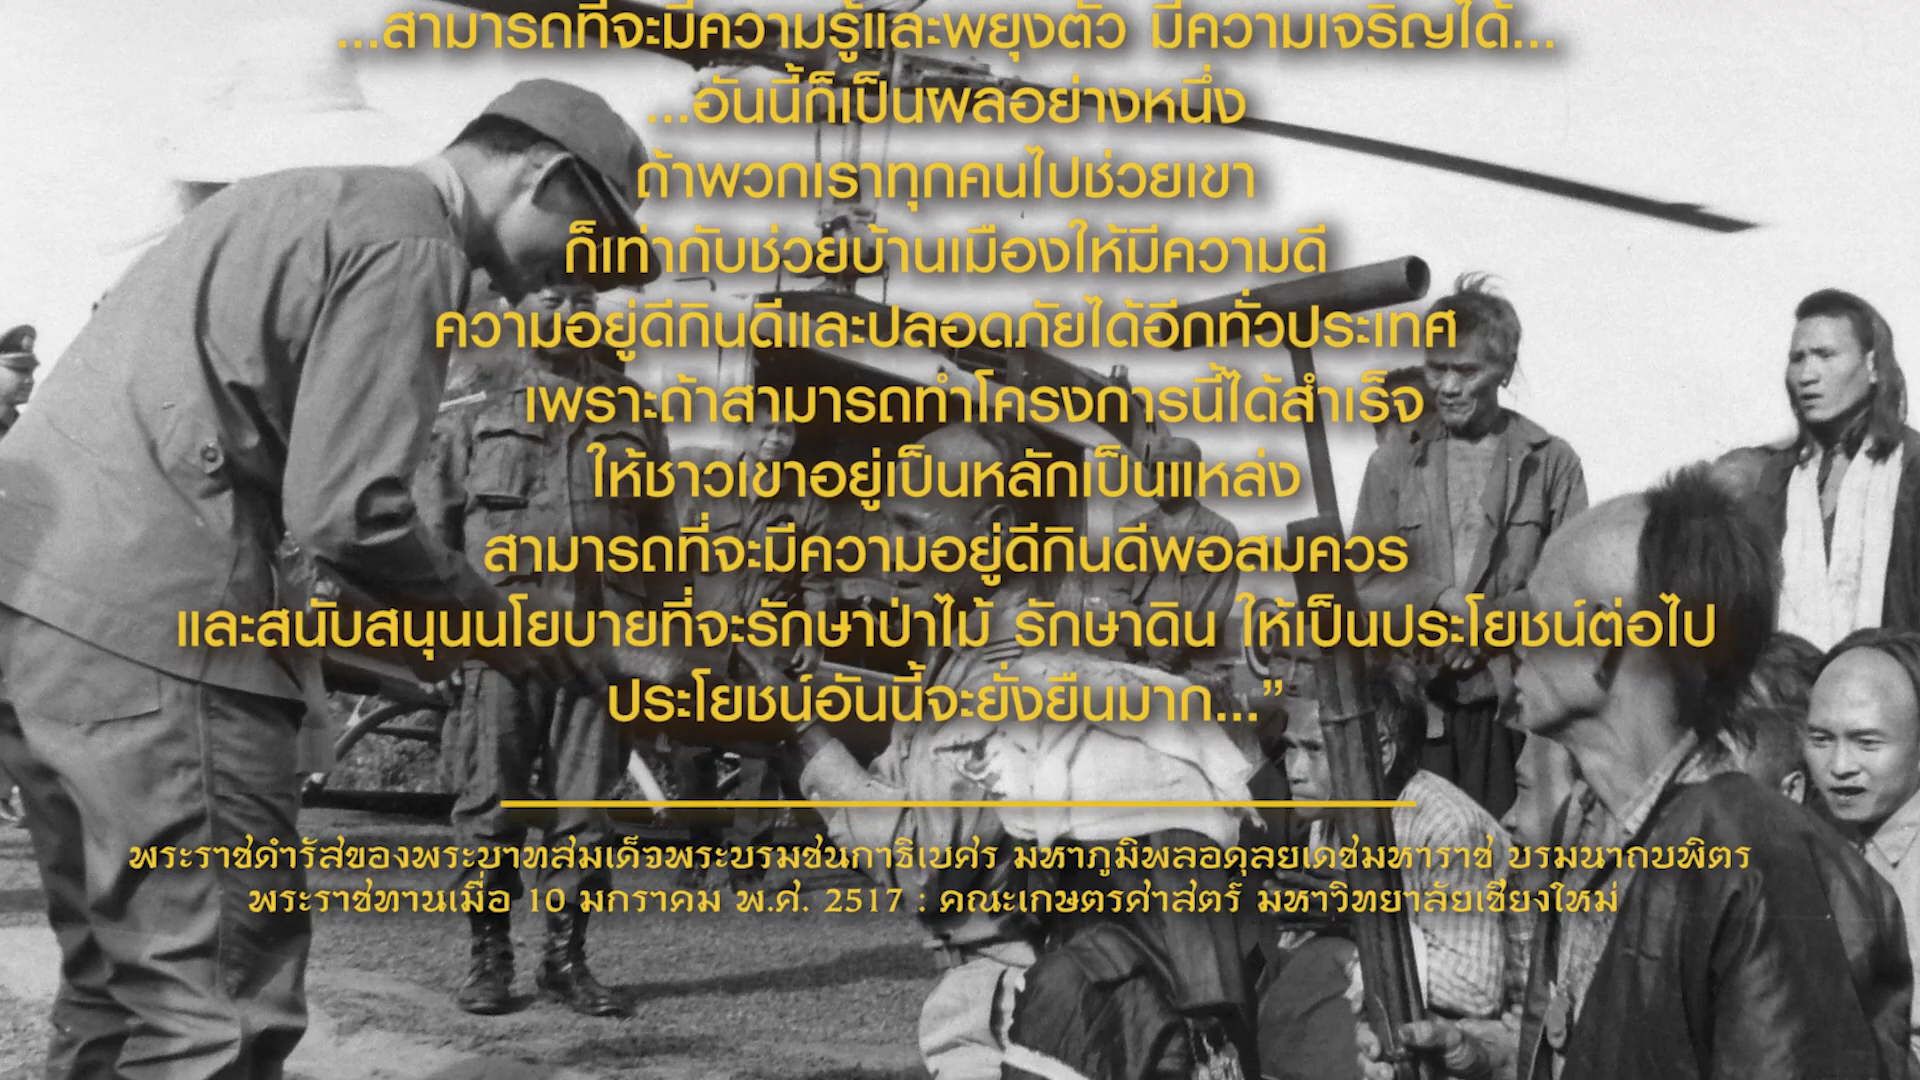 ...สามารถที่จะมีความรู้และพยุงตัว มีความเจริญได้...
...อันนี้ก็เป็นผลอย่างหนึ่ง
ถ้าพวกเราทุกคนไปช่วยเขา
ก็เท่ากับช่วยบ้านเมืองให้มีความดี
ความอยู่ดีกินดีและปลอดภัยได้อีกทั่วประเทศ
เพราะถ้าสามารถทำโครงการนี้ได้สำเร็จ
ให้ชาวเขาอยู่เป็นหลักเป็นแหล่ง
สามารถที่จะมีความอยู่ดีกินดีพอสมควร
และสนับสนุนนโยบายที่จะรักษาป่าไม้ รักษาดิน ให้เป็นประโยชน์ต่อไป
ประโยชน์อันนี้จะยั่งยืนมาก...”
พระราชดำรัสของพระบาทสมเด็จพระบรมชนกาธิเบศร มหาภูมิพลอดุลยเดชมหาราช บรมนาถบพิตร
พระราชทานเมื่อ 10 มกราคม พ.ศ. 2517 : คณะเกษตรศาสตร์ มหาวิทยาลัยเชียงใหม่